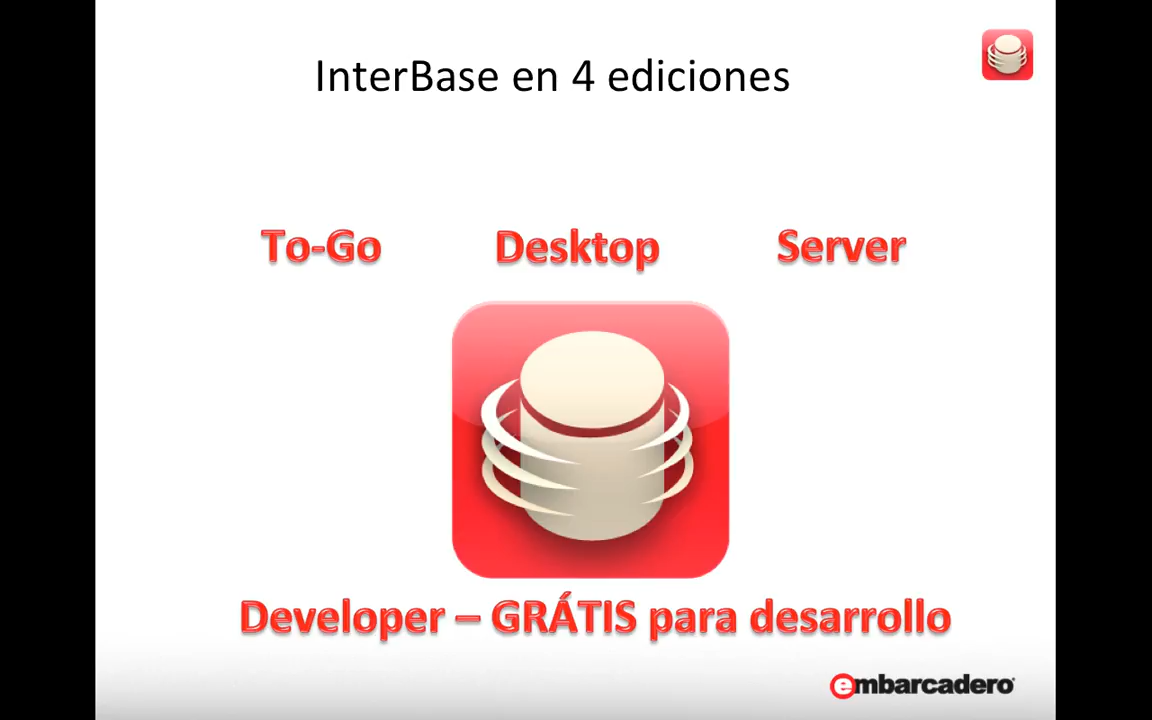 InterBase en 4 ediciones
To-Go Desktop Server
Developer – GRÁTIS para desarrollo
embarcadero